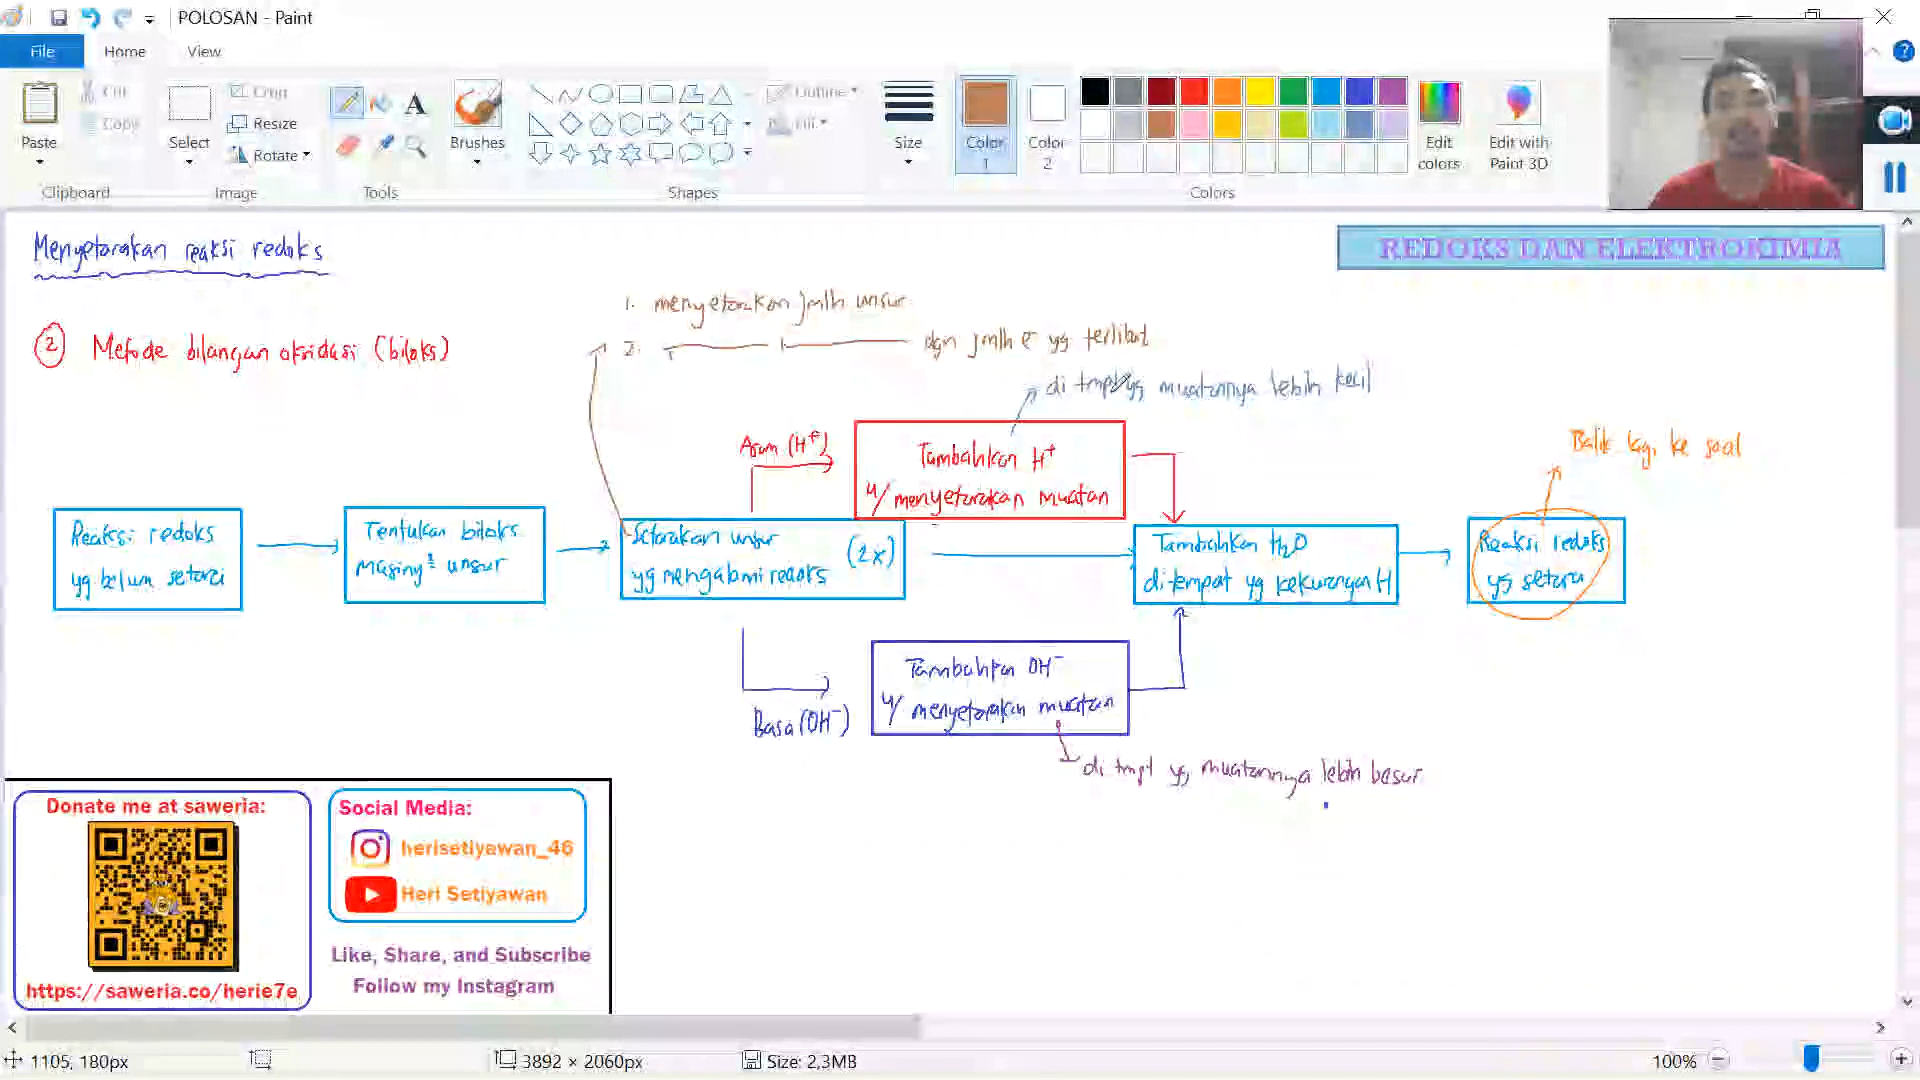 POLOSAN - Paint
File
Home
View
Paste
Cut
Copy
Clipboard
Select
Crop
Resize
Rotate
Image
A
Tools
Brushes
Outline
Fill
Shapes
Size
Color
1
Color
2
Edit
colors
Edit with
Paint 3D
Colors
Menyetarakan reaksi redoks
REDOKS DAN ELEKTROKIMIA
1. menyetarakan jmlh unsur
2. dgn jmlh e⁻ yg terlibat
② Metode bilangan oksidasi (biloks)
di tmpt yg muatannya lebih kecil
Asam (H⁺)
Tambahkan H⁺
u/ menyetarakan muatan
Balik lagi ke soal
Reaksi redoks
yg belum setara
Tentukan biloks
masing² unsur
Setarakan unsur
yg mengalami redoks
(2x)
Tambahkan H₂O
ditempat yg kekurangan H
Reaksi redoks
yg setara
Basa (OH⁻)
Tambahkan OH⁻
u/ menyetarakan muatan
di tmpt yg muatannya lebih besar
Donate me at saweria:
https://saweria.co/herie7e
Social Media:
herisetiyawan_46
Heri Setiyawan
Like, Share, and Subscribe
Follow my Instagram
1105, 180px
3892 × 2060px
Size: 2,3MB
100%